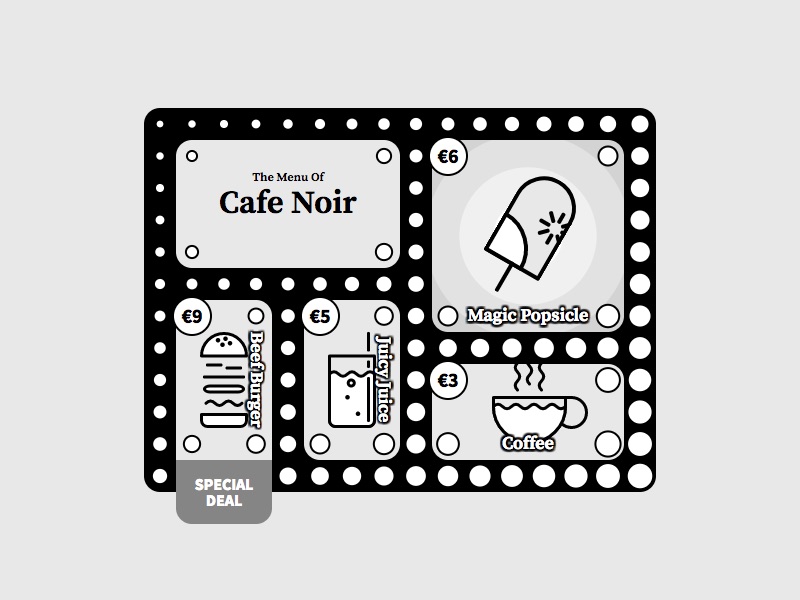 The Menu Of
Cafe Noir
€6
Magic Popsicle
€9
Beef Burger
SPECIAL
DEAL
€5
Juicy Juice
€3
Coffee